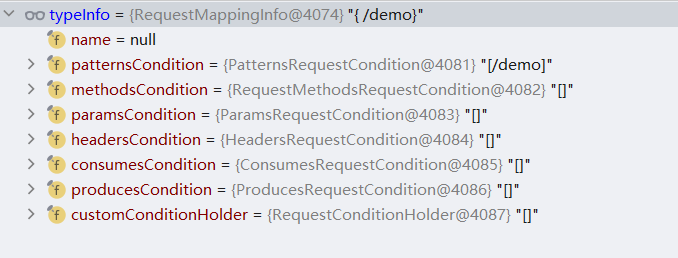 typeInfo = {RequestMappingInfo@4074} "{ /demo}"
f name = null
f patternsCondition = {PatternsRequestCondition@4081} "[/demo]"
f methodsCondition = {RequestMethodsRequestCondition@4082} "[]"
f paramsCondition = {ParamsRequestCondition@4083} "[]"
f headersCondition = {HeadersRequestCondition@4084} "[]"
f consumesCondition = {ConsumesRequestCondition@4085} "[]"
f producesCondition = {ProducesRequestCondition@4086} "[]"
f customConditionHolder = {RequestConditionHolder@4087} "[]"